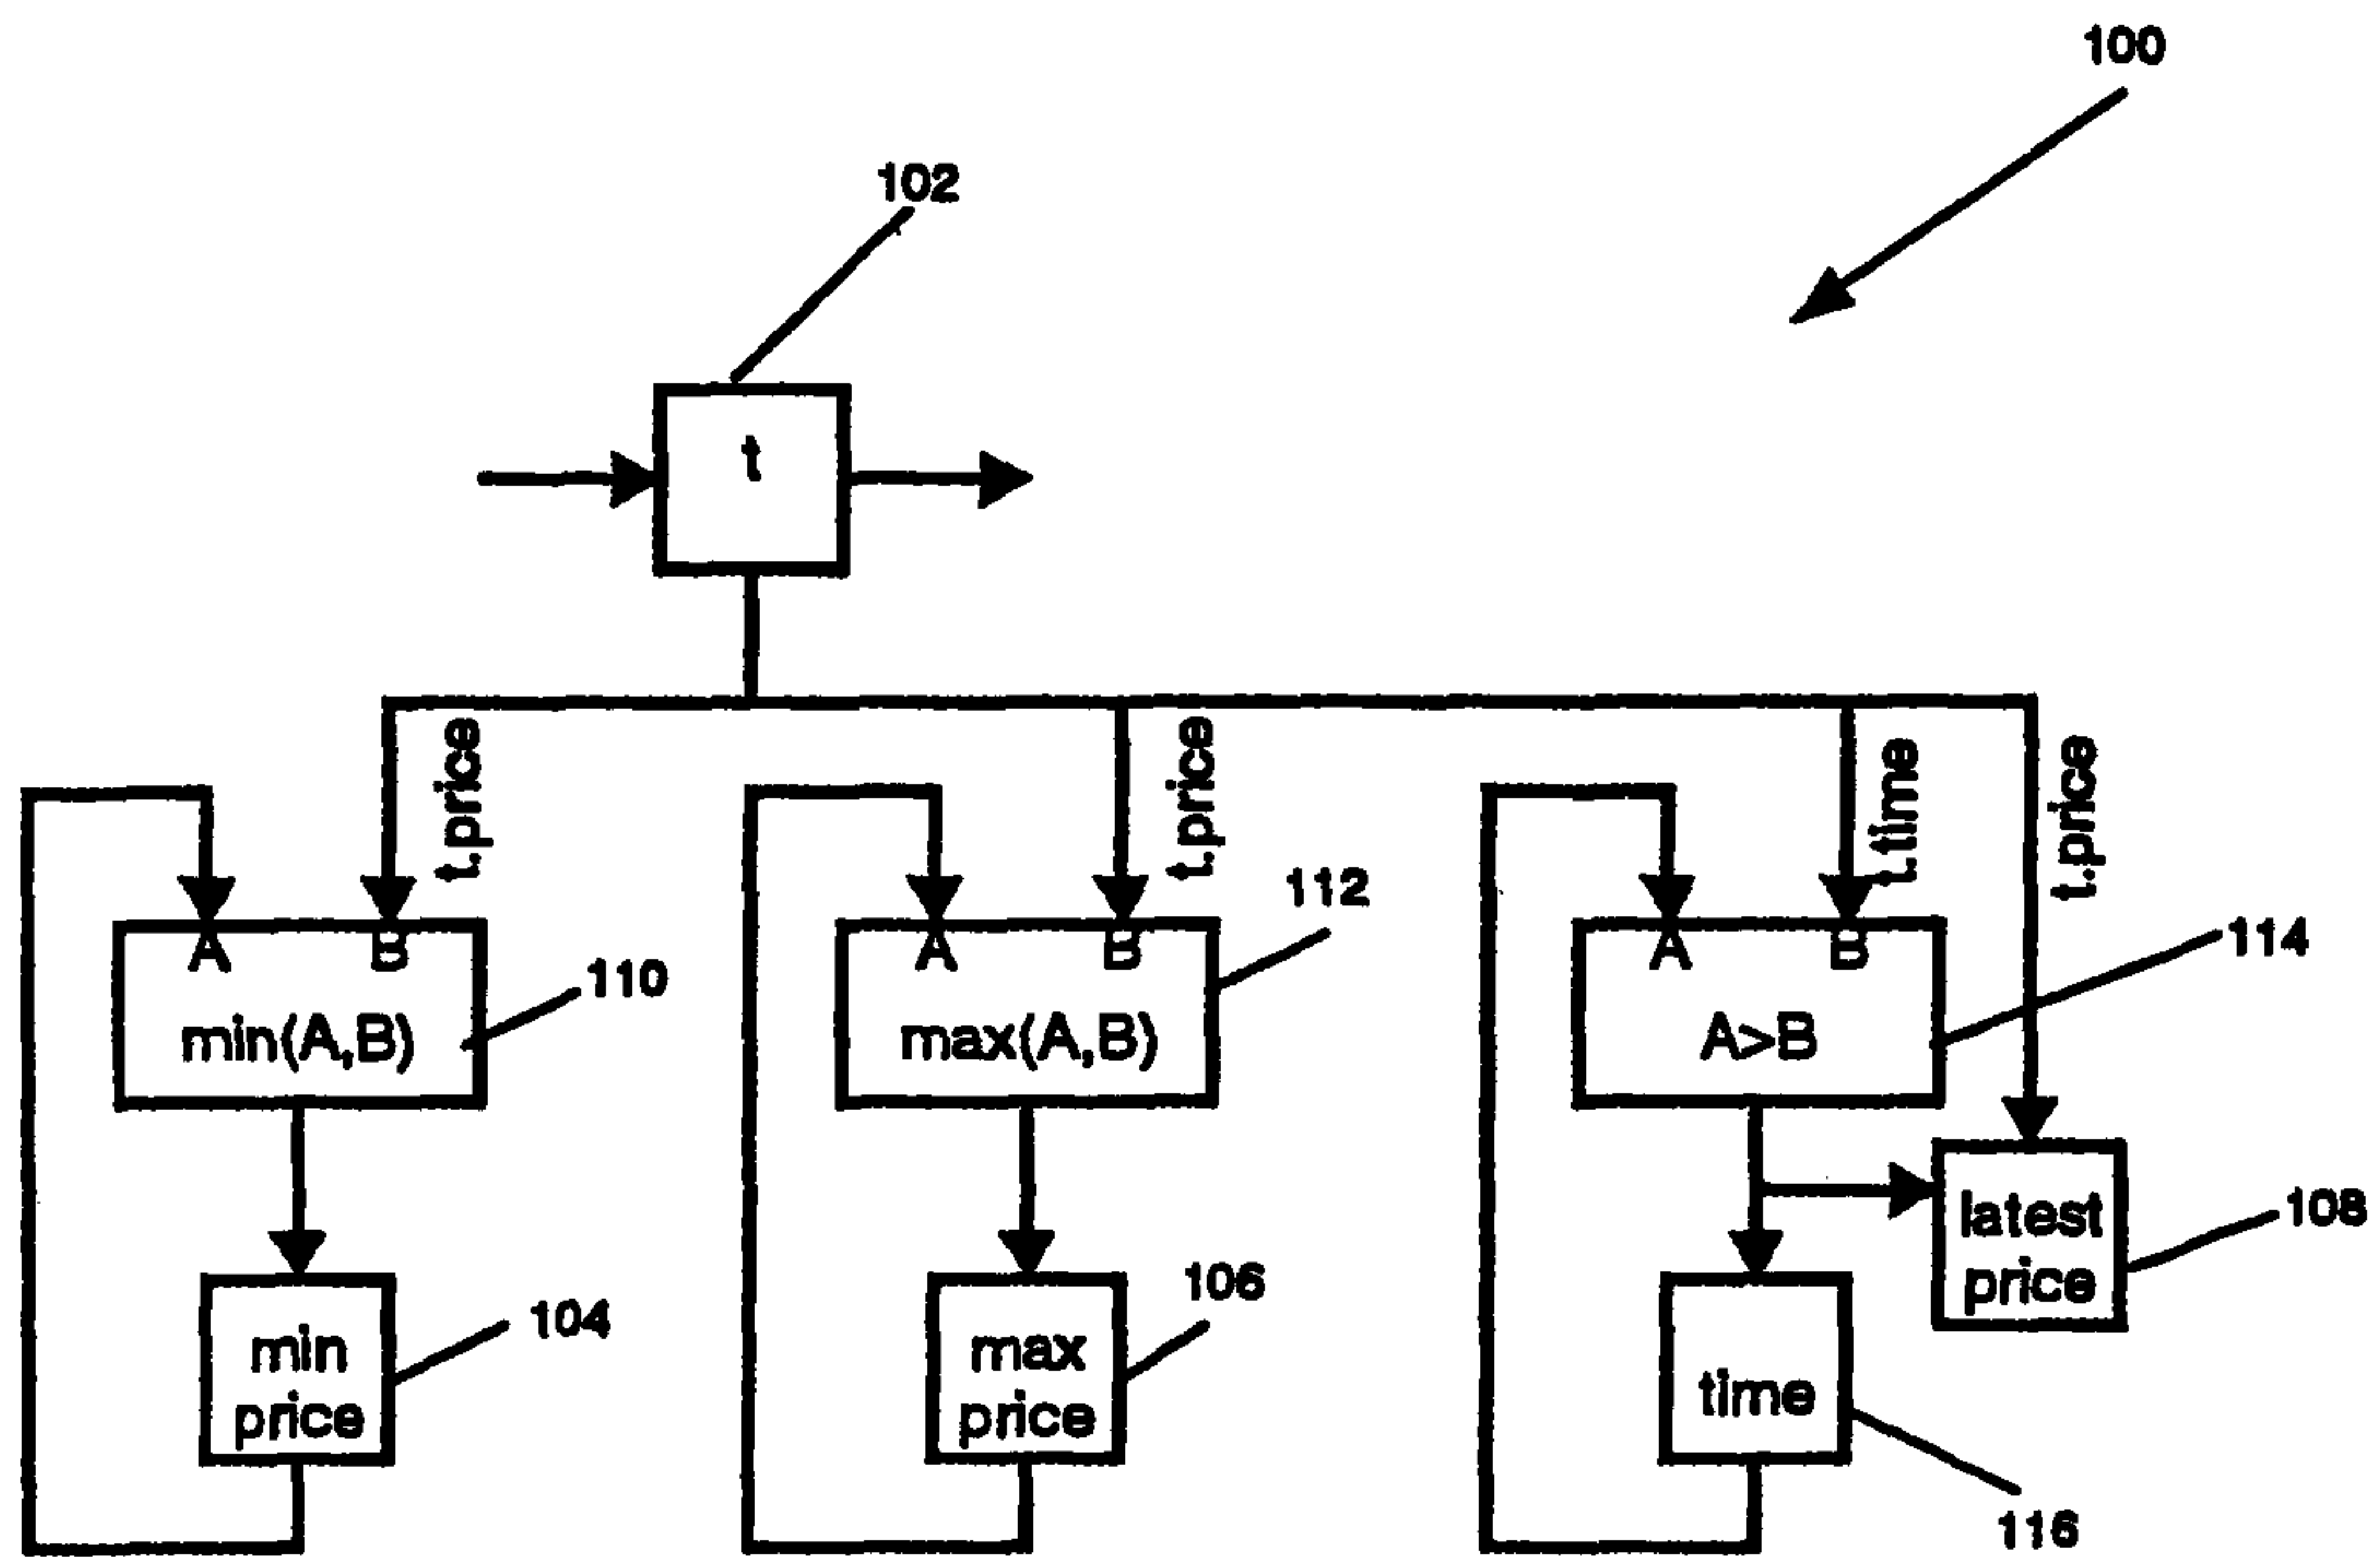 100
102
t
t.price
t.price
t.time
t.price
112
A
B
A
B
A
B
114
110
min(A,B)
max(A,B)
A>B
latest
price
108
104
106
min
price
max
price
time
116